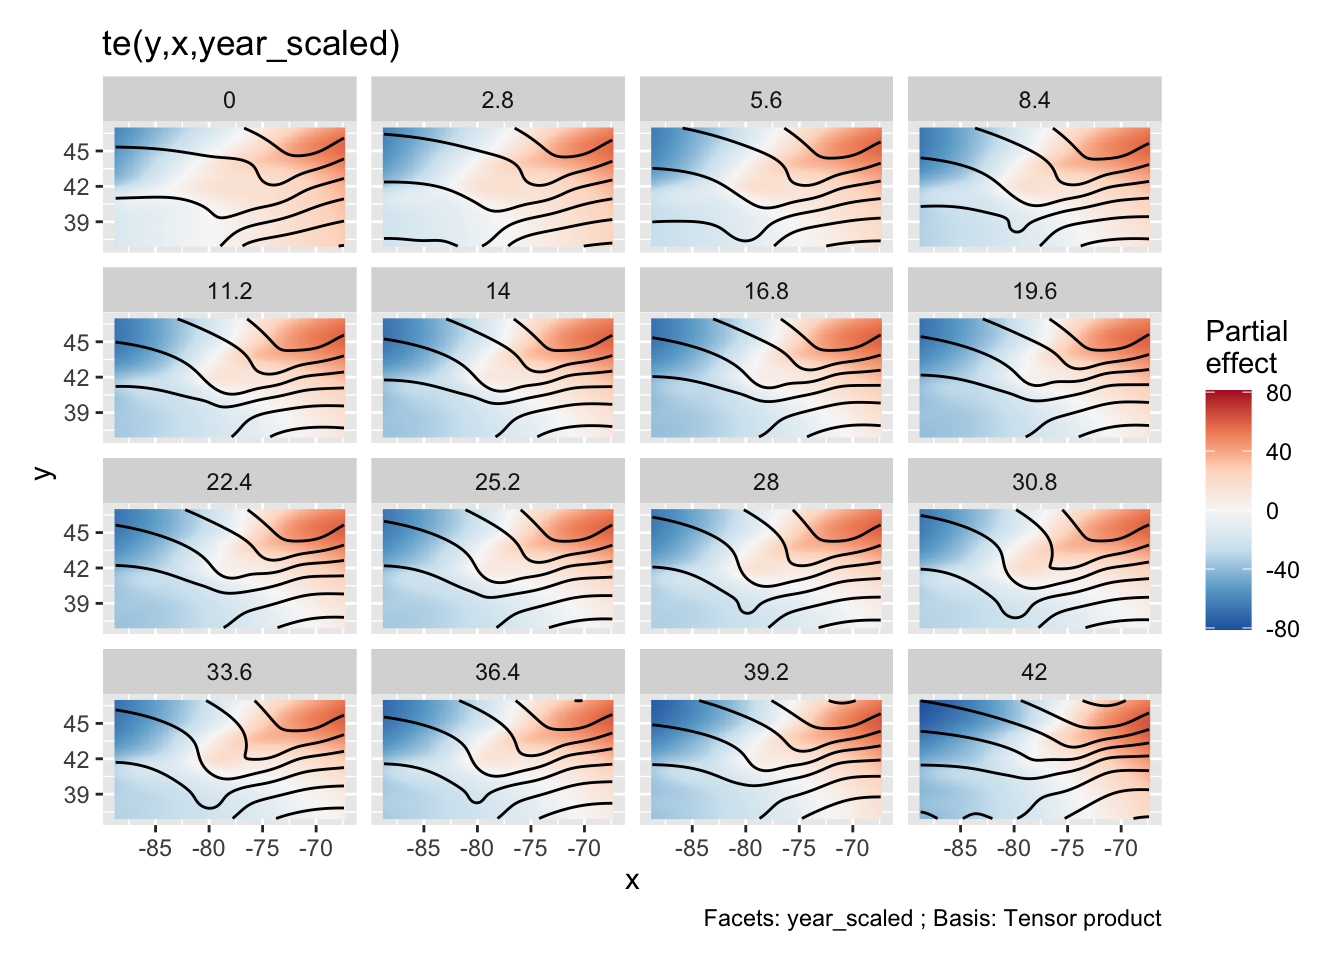 te(y,x,year_scaled)
0 2.8 5.6 8.4
45
42
39
11.2 14 16.8 19.6
45
42
39
22.4 25.2 28 30.8
45
42
39
33.6 36.4 39.2 42
45
42
39
-85 -80 -75 -70 -85 -80 -75 -70 -85 -80 -75 -70 -85 -80 -75 -70
x
y
Partial
effect
80
40
0
-40
-80
Facets: year_scaled ; Basis: Tensor product